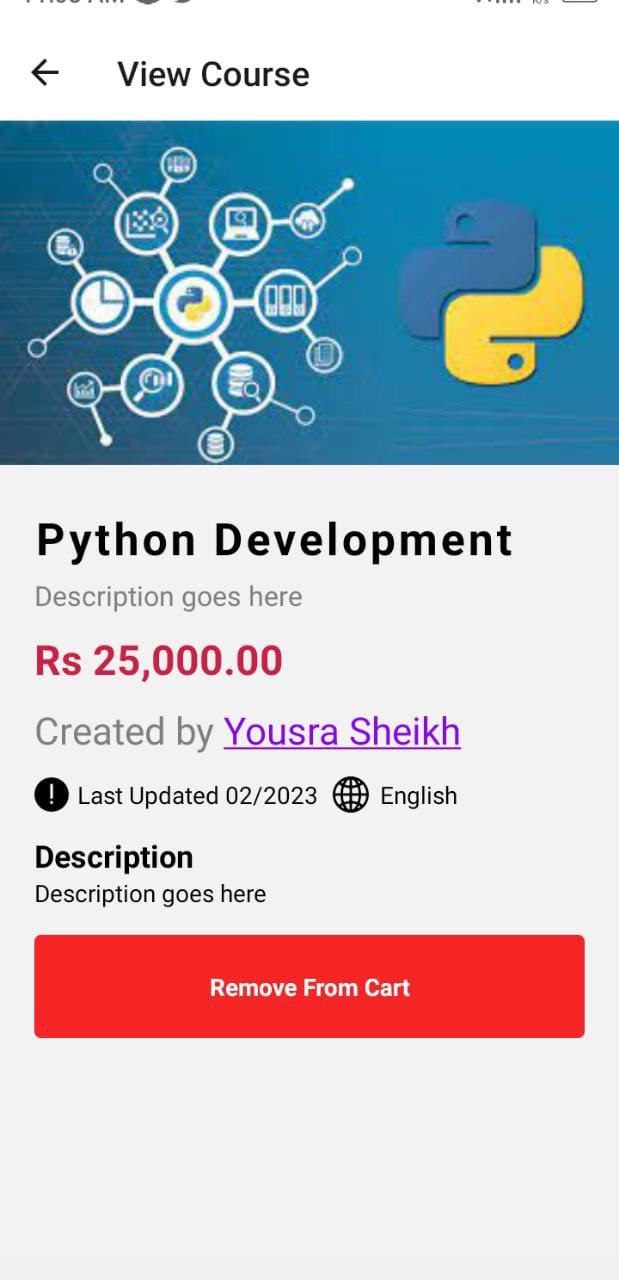 View Course
Python Development
Description goes here
Rs 25,000.00
Created by Yousra Sheikh
Last Updated 02/2023 English
Description
Description goes here
Remove From Cart